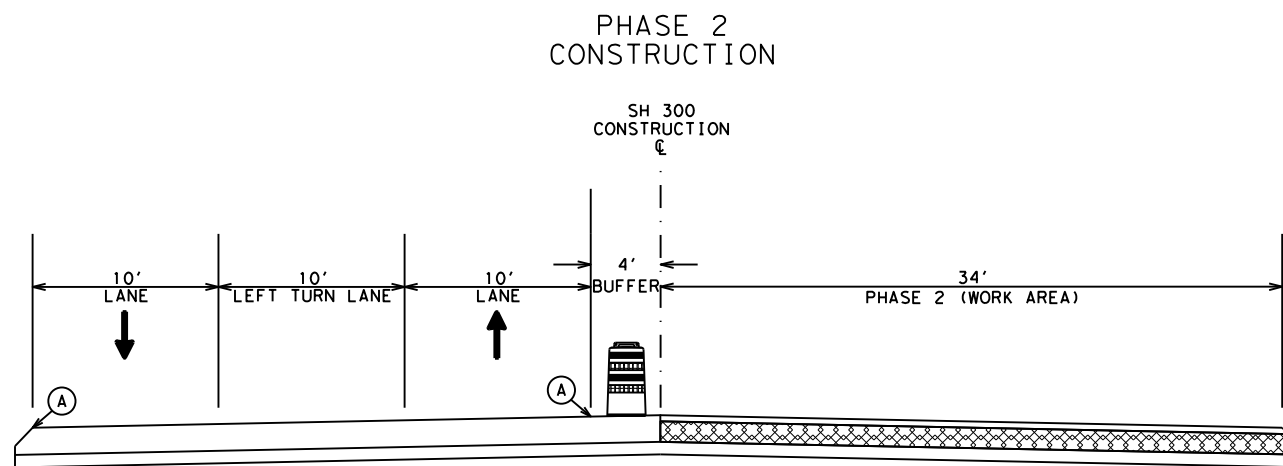 PHASE 2
CONSTRUCTION
SH 300
CONSTRUCTION
℄
10'
LANE
10'
LEFT TURN LANE
10'
LANE
4'
BUFFER
34'
PHASE 2 (WORK AREA)
A
A